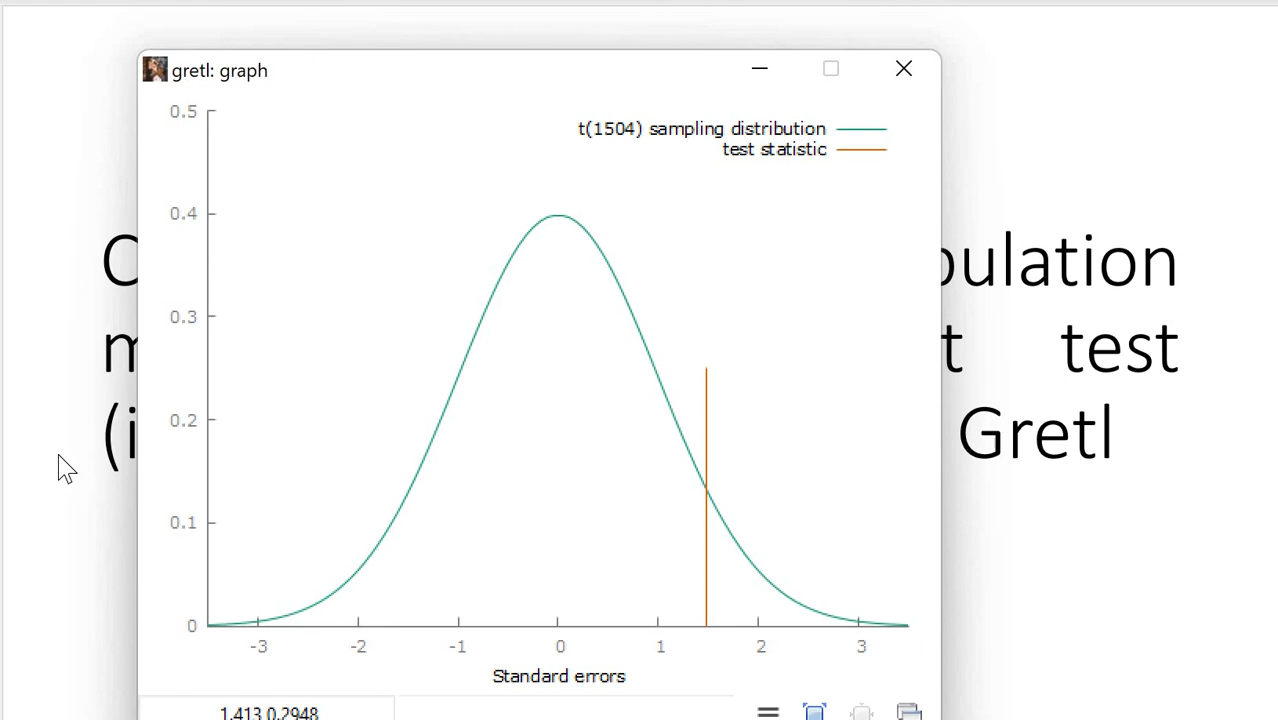 gretl: graph
0.5
t(1504) sampling distribution
test statistic
0.4
0.3
0.2
0.1
0
-3 -2 -1 0 1 2 3
Standard errors
1.413,0.2948
test
Gretl